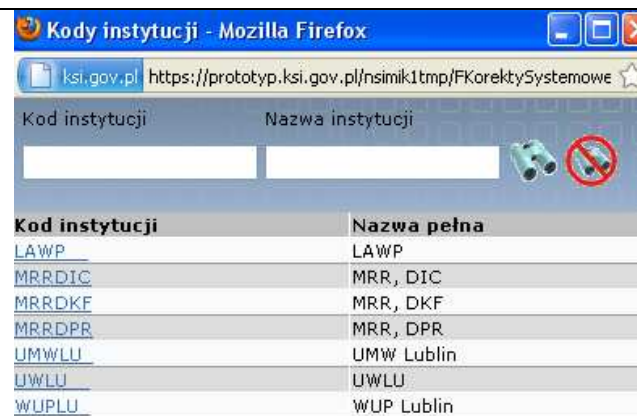 Kody instytucji - Mozilla Firefox
ksi.gov.pl https://prototyp.ksi.gov.pl/nsimik1tmp/FKorektySystemowe
Kod instytucji Nazwa instytucji
Kod instytucji Nazwa pełna
LAWP LAWP
MRRDIC MRR, DIC
MRRDKF MRR, DKF
MRRDPR MRR, DPR
UMWLU UMW Lublin
UWLU UWLU
WUPLU WUP Lublin